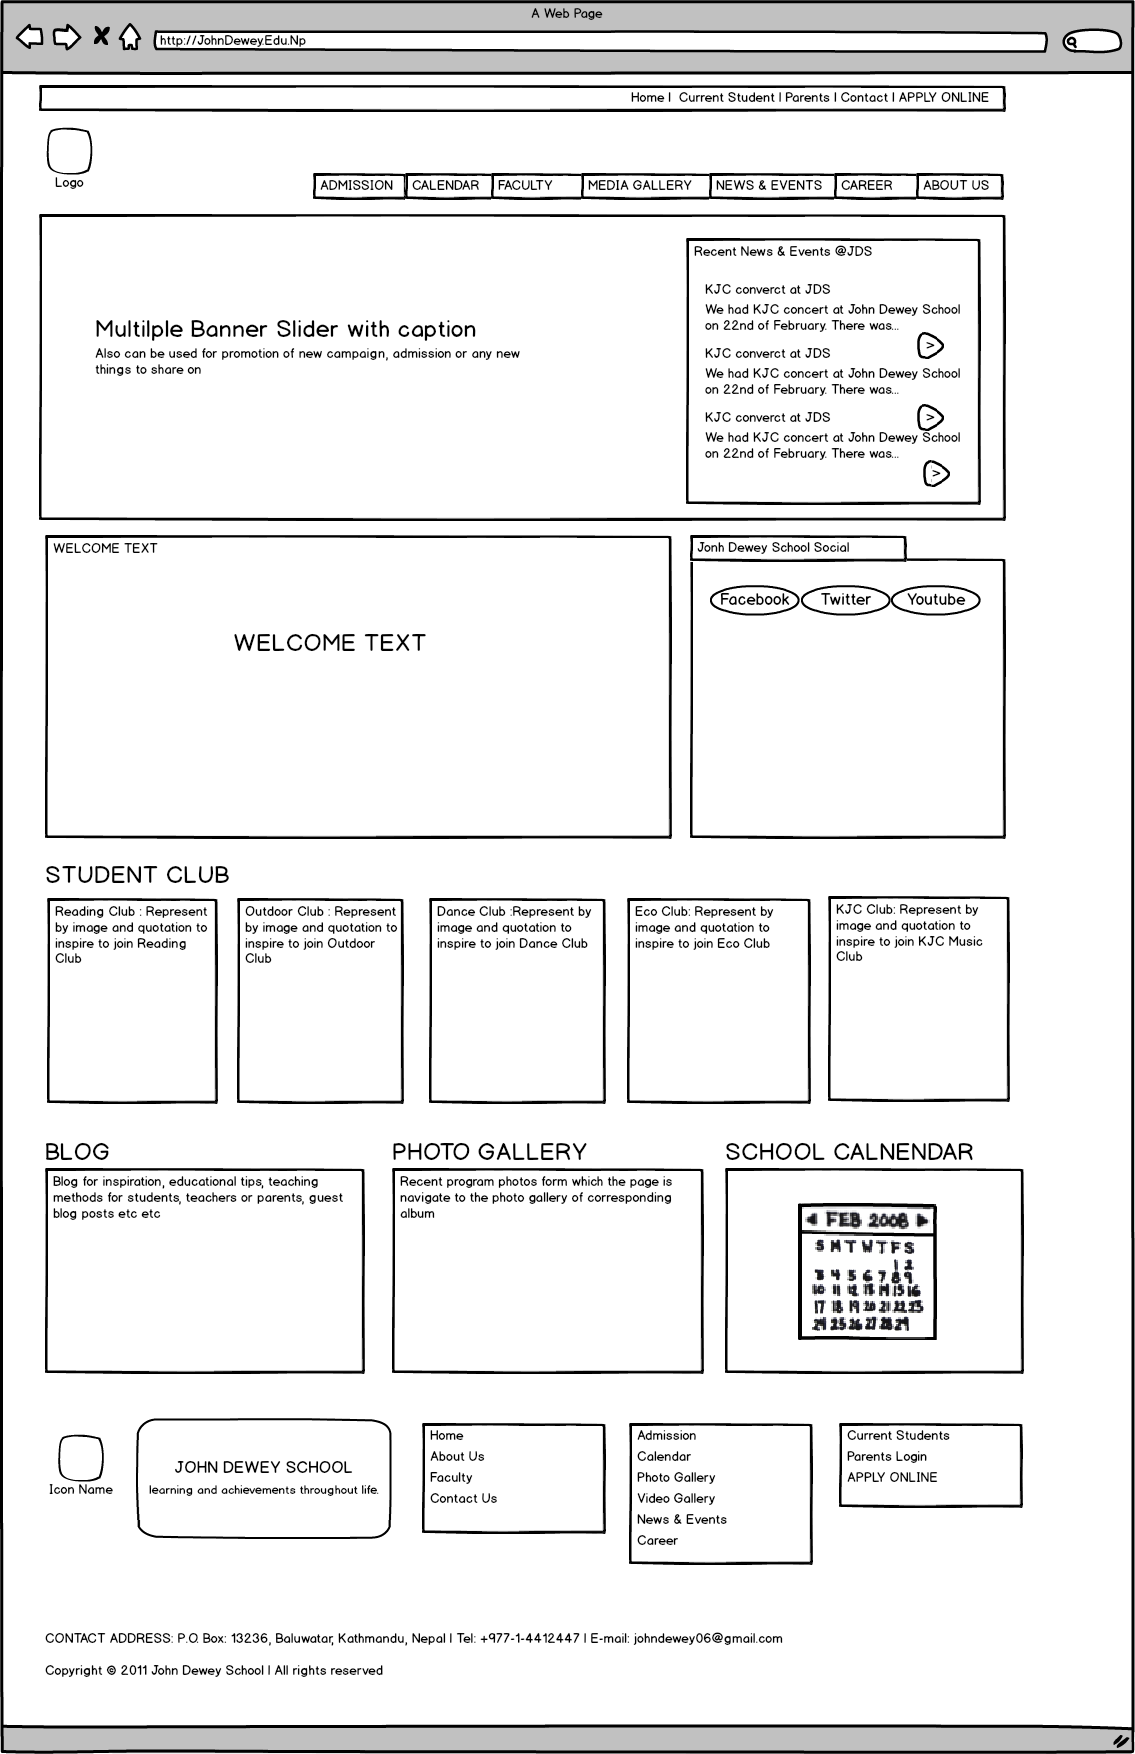 A Web Page
http://JohnDewey.Edu.Np
Home | Current Student | Parents | Contact | APPLY ONLINE
Logo
ADMISSION CALENDAR FACULTY MEDIA GALLERY NEWS & EVENTS CAREER ABOUT US
Recent News & Events @JDS
KJC converct at JDS
We had KJC concert at John Dewey School
on 22nd of February. There was...
>
KJC converct at JDS
We had KJC concert at John Dewey School
on 22nd of February. There was...
>
KJC converct at JDS
We had KJC concert at John Dewey School
on 22nd of February. There was...
>
Multilple Banner Slider with caption
Also can be used for promotion of new campaign, admission or any new
things to share on
WELCOME TEXT
WELCOME TEXT
Jonh Dewey School Social
Facebook Twitter Youtube
STUDENT CLUB
Reading Club : Represent
by image and quotation to
inspire to join Reading
Club
Outdoor Club : Represent
by image and quotation to
inspire to join Outdoor
Club
Dance Club :Represent by
image and quotation to
inspire to join Dance Club
Eco Club: Represent by
image and quotation to
inspire to join Eco Club
KJC Club: Represent by
image and quotation to
inspire to join KJC Music
Club
BLOG
Blog for inspiration, educational tips, teaching
methods for students, teachers or parents, guest
blog posts etc etc
PHOTO GALLERY
Recent program photos form which the page is
navigate to the photo gallery of corresponding
album
SCHOOL CALNENDAR
FEB 2008
S M T W T F S
1 2
3 4 5 6 7 8 9
10 11 12 13 14 15 16
17 18 19 20 21 22 23
24 25 26 27 28 29
Icon Name
JOHN DEWEY SCHOOL
learning and achievements throughout life.
Home
About Us
Faculty
Contact Us
Admission
Calendar
Photo Gallery
Video Gallery
News & Events
Career
Current Students
Parents Login
APPLY ONLINE
CONTACT ADDRESS: P.O. Box: 13236, Baluwatar, Kathmandu, Nepal | Tel: +977-1-4412447 | E-mail: johndewey06@gmail.com
Copyright © 2011 John Dewey School | All rights reserved